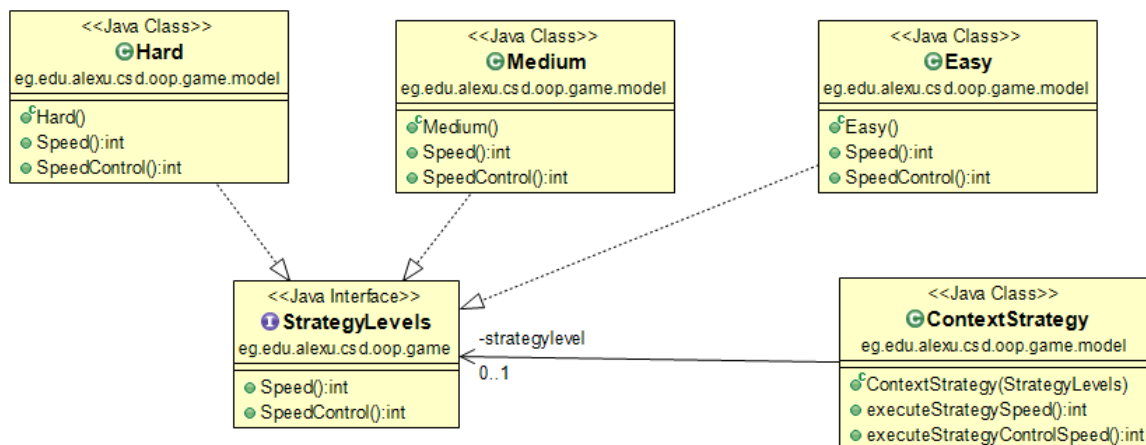 <<Java Class>>
Hard
eg.edu.alexu.csd.oop.game.model
Hard()
Speed():int
SpeedControl():int
<<Java Class>>
Medium
eg.edu.alexu.csd.oop.game.model
Medium()
Speed():int
SpeedControl():int
<<Java Class>>
Easy
eg.edu.alexu.csd.oop.game.model
Easy()
Speed():int
SpeedControl():int
<<Java Interface>>
StrategyLevels
eg.edu.alexu.csd.oop.game
Speed():int
SpeedControl():int
-strategylevel
0..1
<<Java Class>>
ContextStrategy
eg.edu.alexu.csd.oop.game.model
ContextStrategy(StrategyLevels)
executeStrategySpeed():int
executeStrategyControlSpeed():int